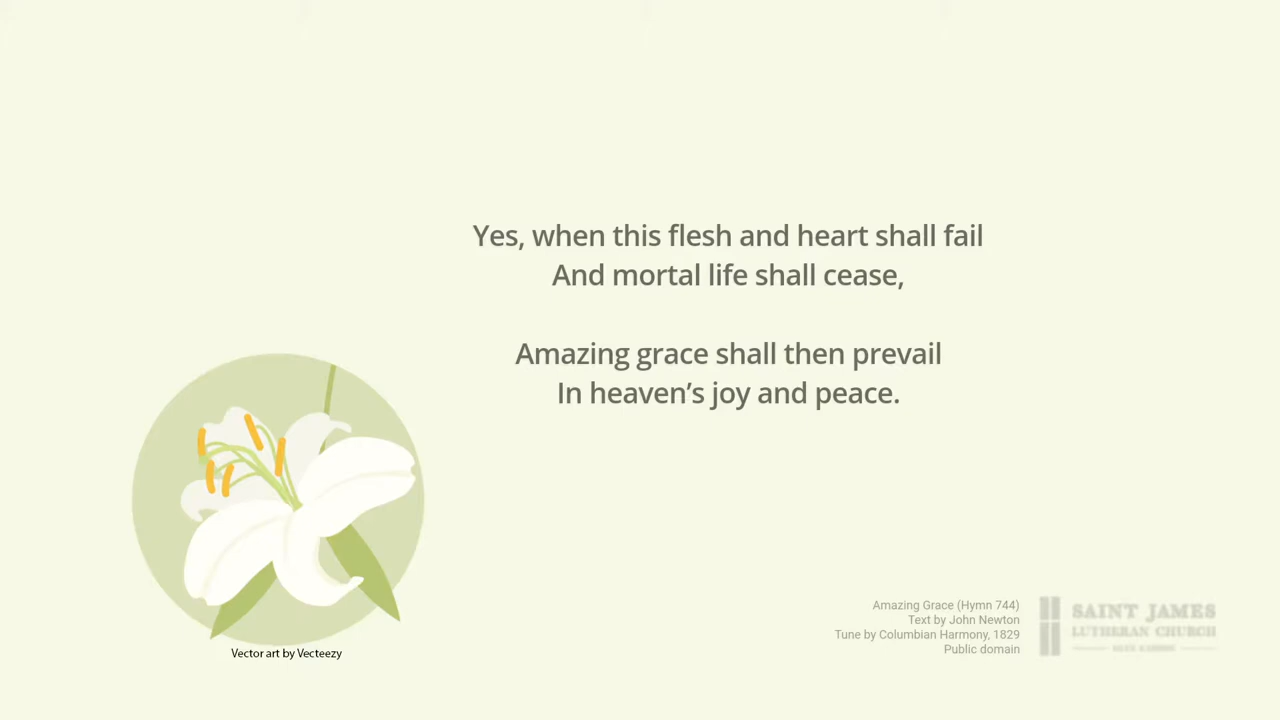 Yes, when this flesh and heart shall fail
And mortal life shall cease,
Amazing grace shall then prevail
In heaven’s joy and peace.
Vector art by Vecteezy
Amazing Grace (Hymn 744)
Text by John Newton
Tune by Columbian Harmony, 1829
Public domain
SAINT JAMES
LUTHERAN CHURCH